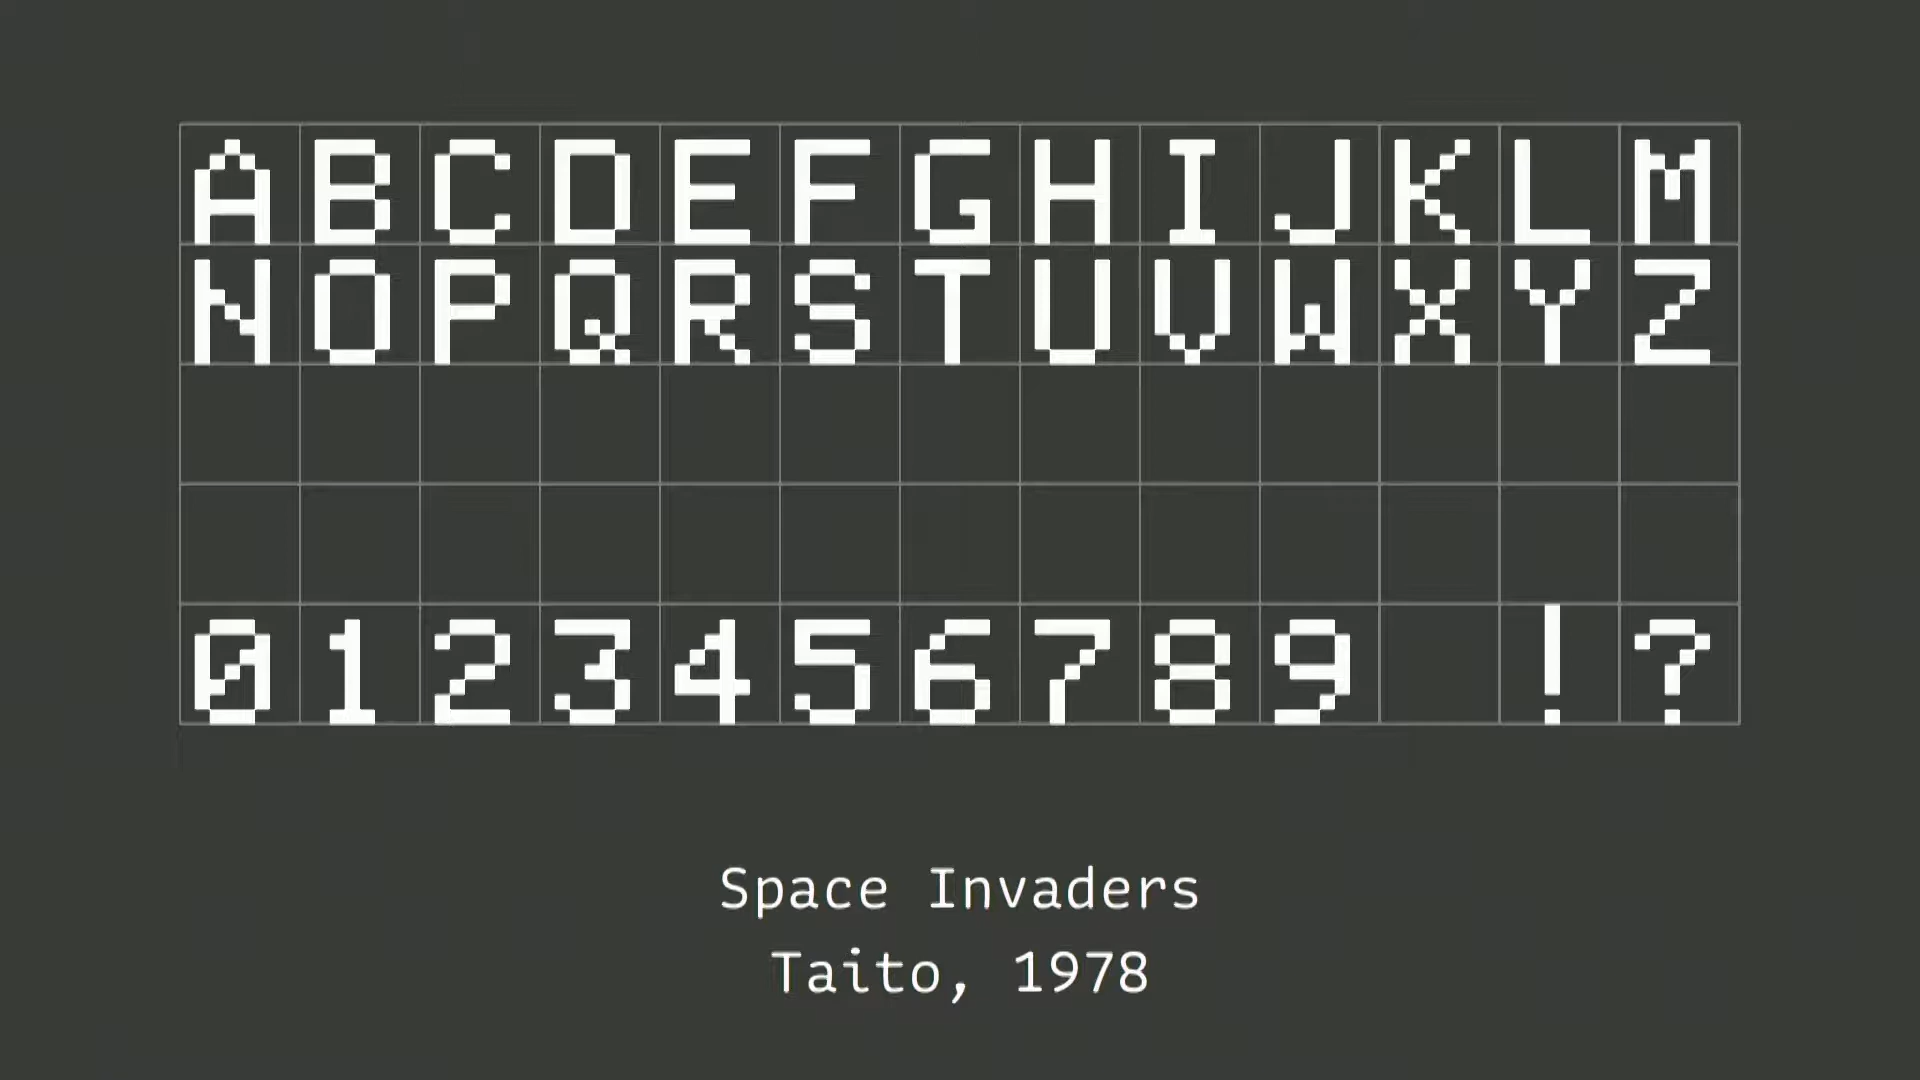 ABCDEFGHIJKLM
NOPQRSTUVWXYZ
0123456789 !?
Space Invaders
Taito, 1978